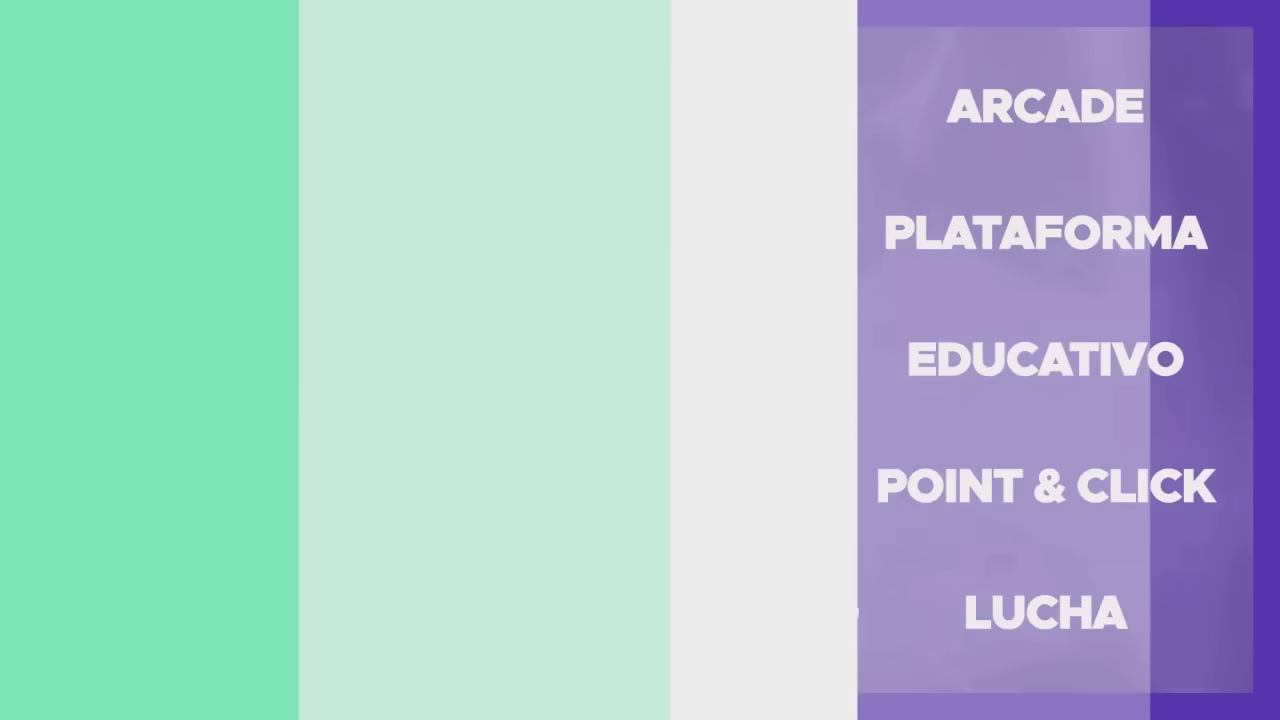 ARCADE
PLATAFORMA
EDUCATIVO
POINT & CLICK
LUCHA